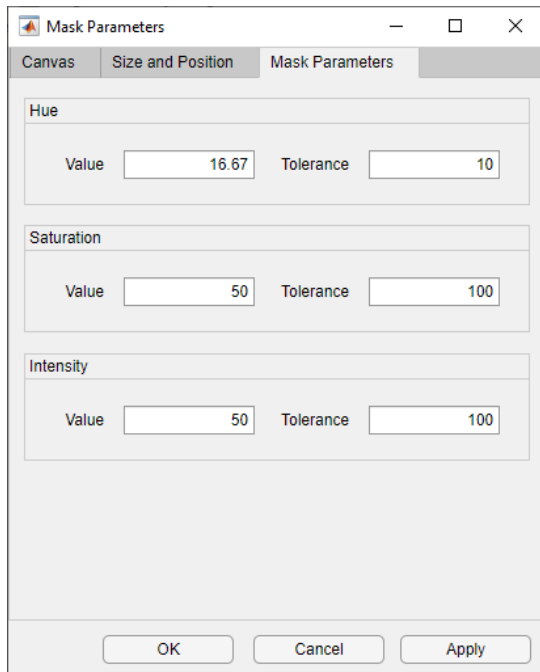 Mask Parameters
Canvas Size and Position Mask Parameters
Hue
Value 16.67 Tolerance 10
Saturation
Value 50 Tolerance 100
Intensity
Value 50 Tolerance 100
OK Cancel Apply